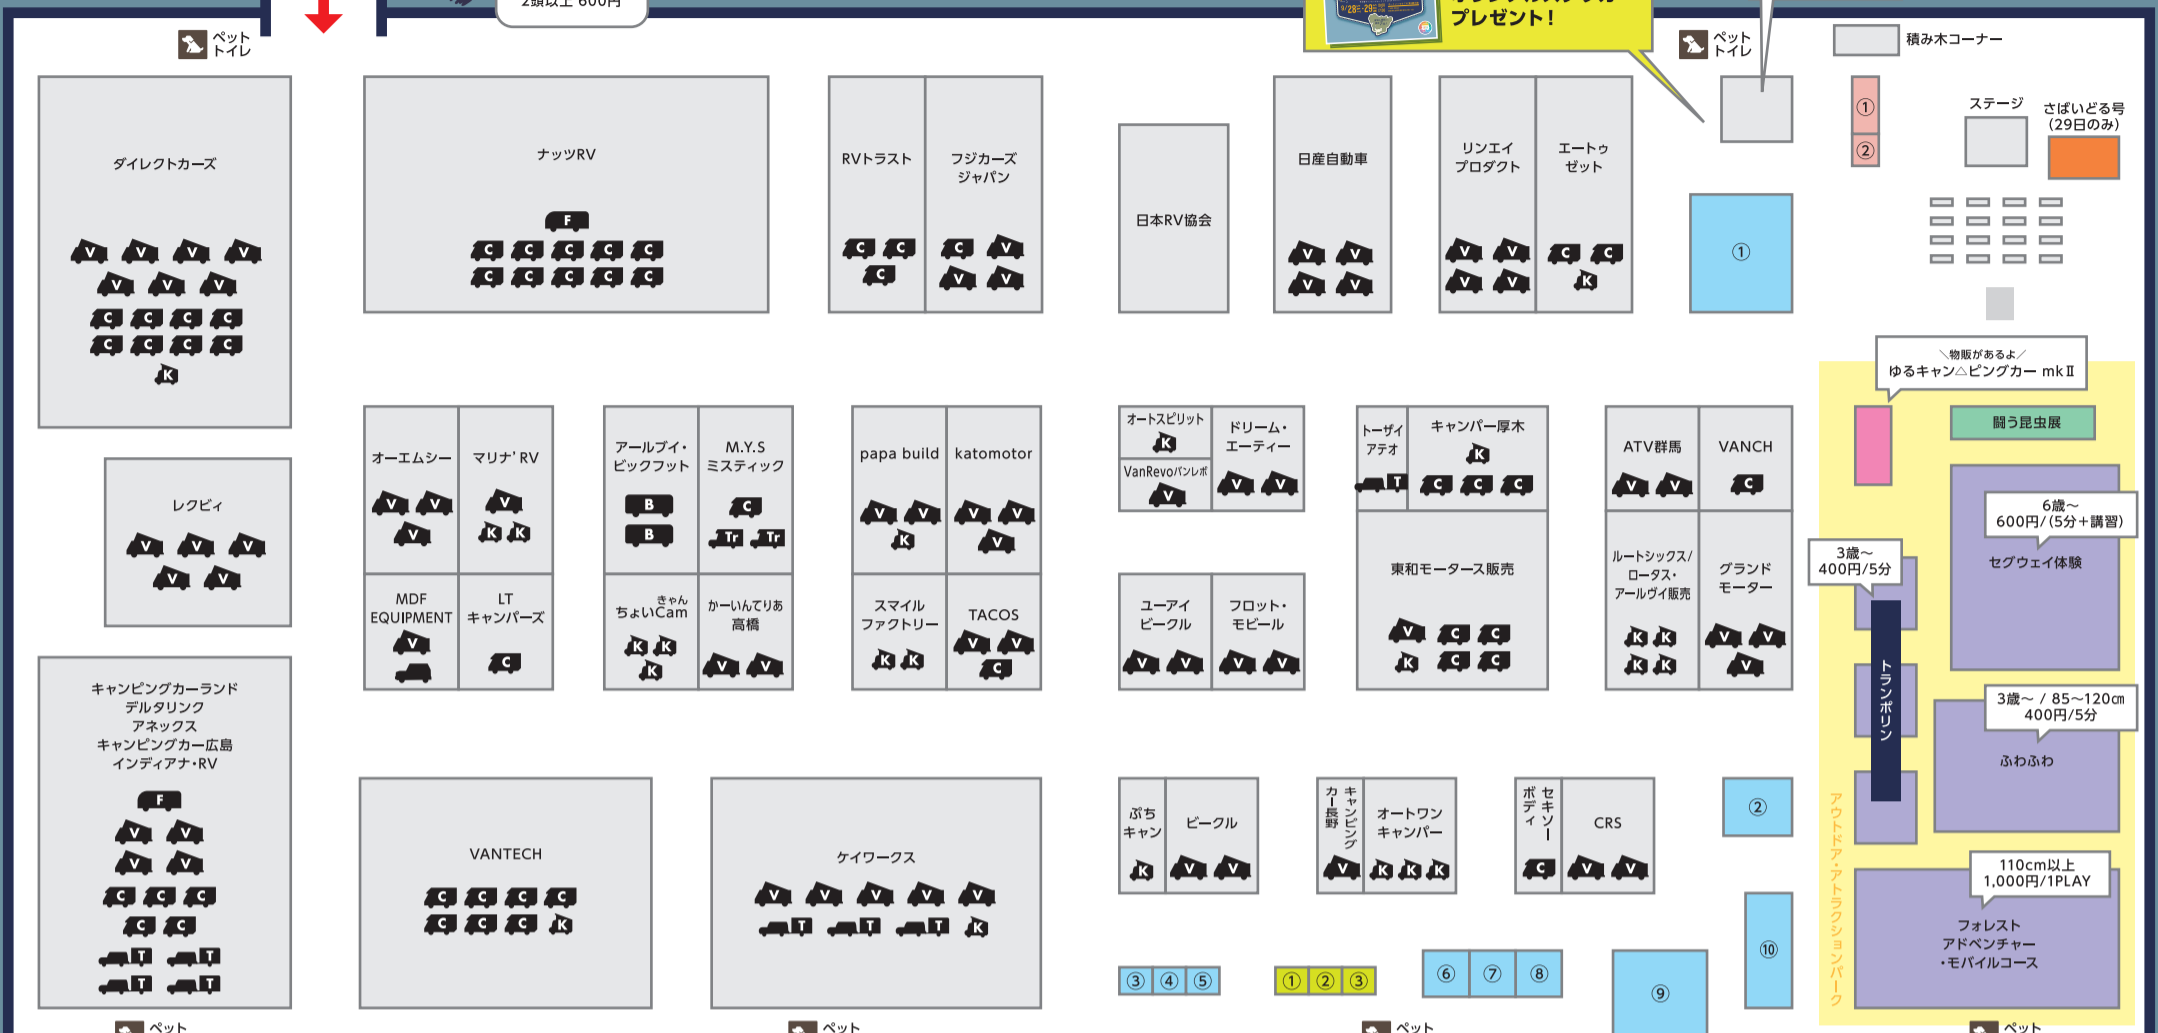 2頭以上 600円
9/28 -29
プレゼント！
ペット
トイレ
ペット
トイレ
積み木コーナー
ダイレクトカーズ
V V V V
V V V
C C C C
C C C C
K
ナッツRV
F
C C C C C
C C C C C
RVトラスト
C C
C
フジカーズ
ジャパン
C V
V V
日本RV協会
日産自動車
V V
V V
リンエイ
プロダクト
V V
V V
エートゥ
ゼット
C C
K
①
①
②
ステージ
さばいどる号
(29日のみ)
レクビィ
V V V
V V
オーエムシー
V V
V
マリナ’RV
V
K K
MDF
EQUIPMENT
V
LT
キャンパーズ
C
アールブイ・
ビックフット
B
B
M.Y.S
ミスティック
C
Tr Tr
きゃん
ちょいCam
K K
K
かーいんてりあ
高橋
V V
papa build
V V
K
katomotor
V V
V
スマイル
ファクトリー
K K
TACOS
V V
C
オートスピリット
K
VanRevoバンレボ
V
ドリーム・
エーティー
V V
ユーアイ
ビークル
V V
フロット・
モビール
V V
トーザイ
アテオ
T
キャンパー厚木
K
C C C
東和モータース販売
V C C
K C C
ATV群馬
V V
VANCH
C
ルートシックス/
ロータス・
アールヴイ販売
K K
K K
グランド
モーター
V V
V
＼物販があるよ／
ゆるキャン△ピングカー mkⅡ
闘う昆虫展
6歳〜
600円/(5分＋講習)
セグウェイ体験
3歳〜
400円/5分
トランポリン
3歳〜 / 85〜120㎝
400円/5分
ふわふわ
110cm以上
1,000円/1PLAY
フォレスト
アドベンチャー
・モバイルコース
アウトドア・アトラクションパーク
キャンピングカーランド
デルタリンク
アネックス
キャンピングカー広島
インディアナ・RV
F
V V
V V
C C C
C C
T T
T T
VANTECH
C C C C
C C C K
ケイワークス
V V V V V
T T T K
ぷち
キャン
K
ビークル
V V
キャンピング
カー長野
V
オートワン
キャンパー
K K K
セキソー
ボディ
C
CRS
V V
②
③ ④ ⑤
① ② ③
⑥ ⑦ ⑧
⑨
⑩
ペット
ペット
ペット
ペット